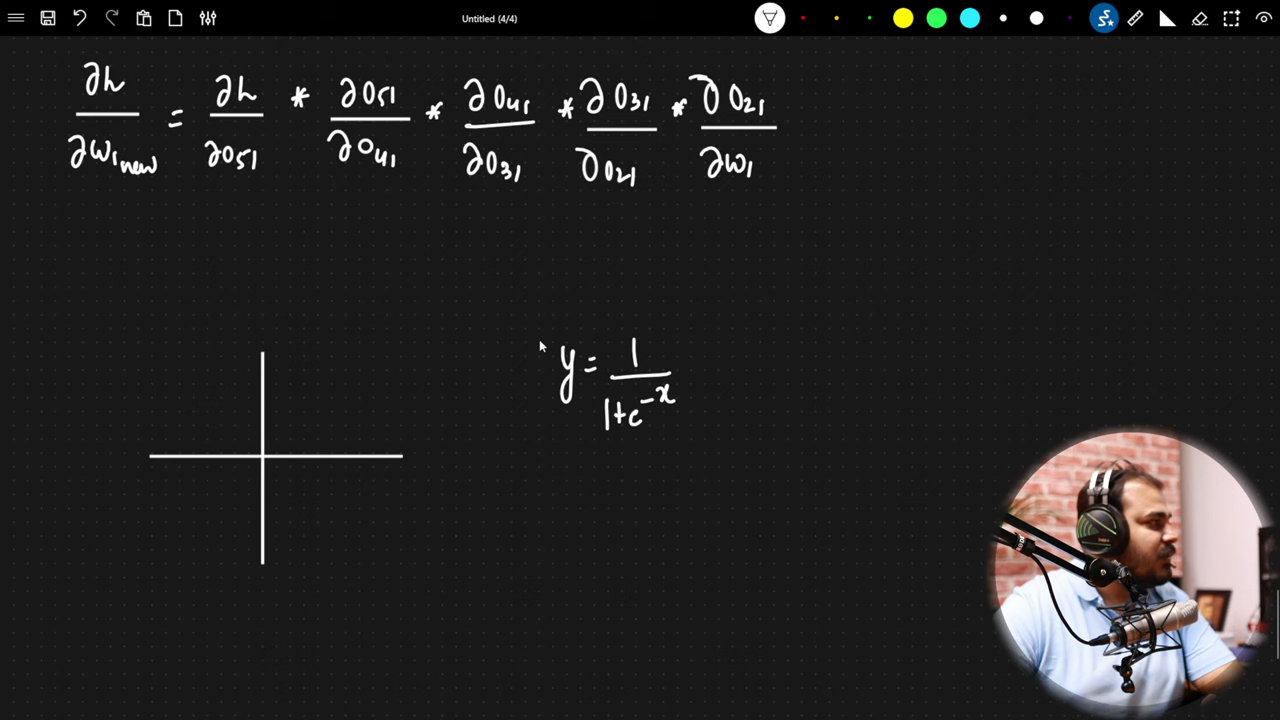 Untitled (4/4)
∂L/∂w₁new = ∂L/∂O₅₁ * ∂O₅₁/∂O₄₁ * ∂O₄₁/∂O₃₁ * ∂O₃₁/∂O₂₁ * ∂O₂₁/∂w₁
y = 1/(1+e^-x)